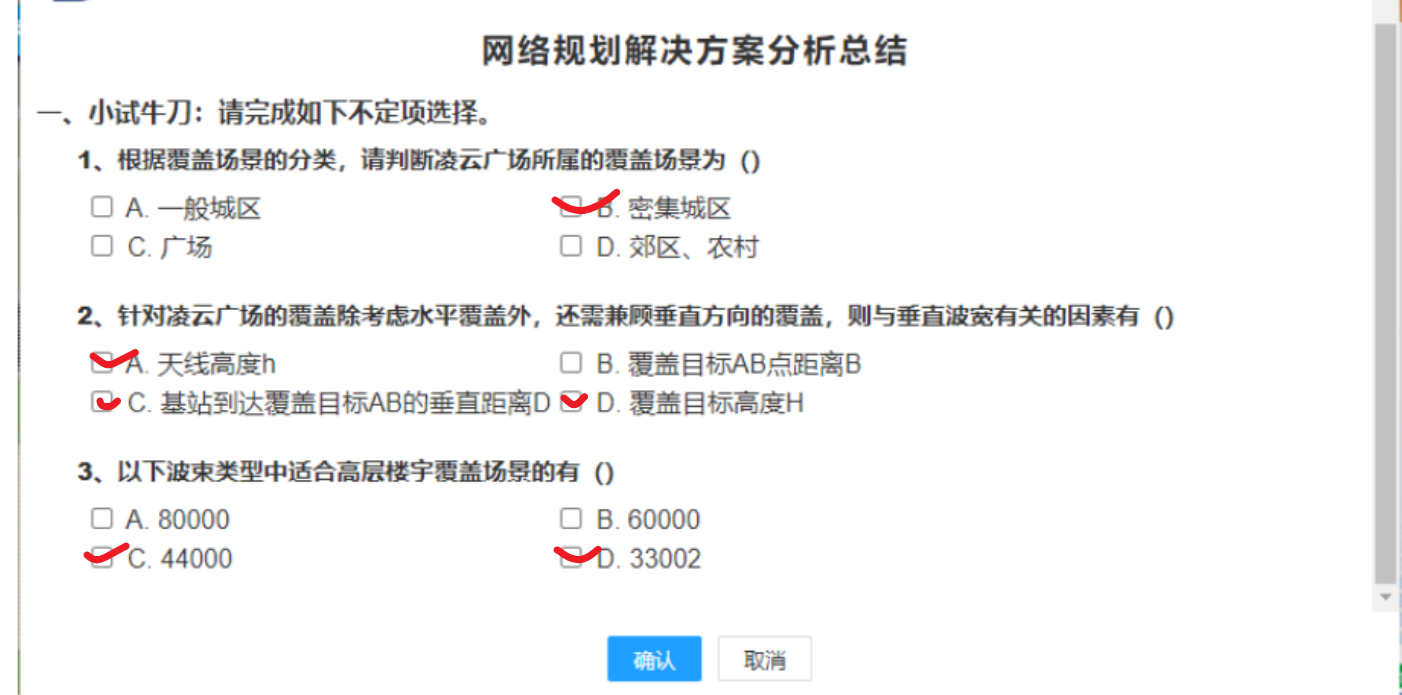 网络规划解决方案分析总结
一、小试牛刀：请完成如下不定项选择。
1、根据覆盖场景的分类，请判断凌云广场所属的覆盖场景为（）
A. 一般城区 B. 密集城区
C. 广场 D. 郊区、农村
2、针对凌云广场的覆盖除考虑水平覆盖外，还需兼顾垂直方向的覆盖，则与垂直波宽有关的因素有（）
A. 天线高度h B. 覆盖目标AB点距离B
C. 基站到达覆盖目标AB的垂直距离D D. 覆盖目标高度H
3、以下波束类型中适合高层楼宇覆盖场景的有（）
A. 80000 B. 60000
C. 44000 D. 33002
确认 取消